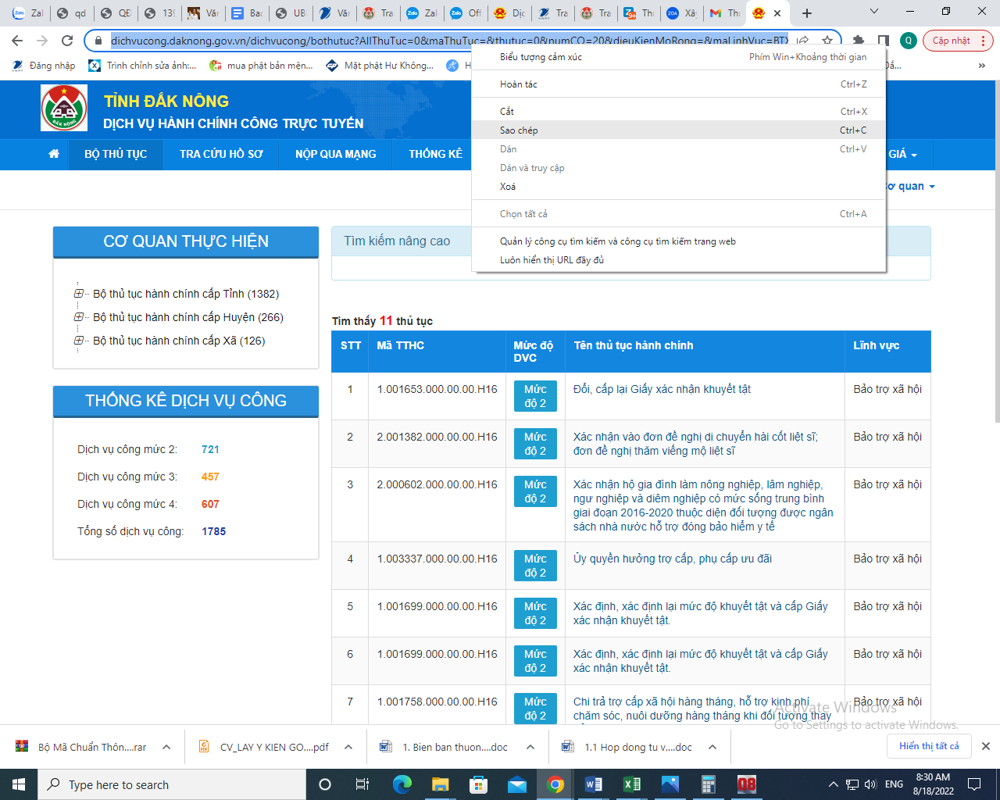 Zal
qd
QĐ
139
Văn
Bac
UBI
Văn
Tra
Zal
Off
Dịc
Tra
Tra
Thu
Xây
Thu
dichvucong.daknong.gov.vn/dichvucong/bothutuc?AllThuTuc=0&maThuTuc=&thutuc=0&numCQ=20&dieuKienMoRong=&maLinhVuc=BTX
Q
Cập nhật
Đăng nhập
Trình chỉnh sửa ảnh:...
mua phật bản mện...
Mặt phật Hư Không...
H
»
Biểu tượng cảm xúc Phím Win+Khoảng thời gian
Hoàn tác Ctrl+Z
Cắt Ctrl+X
Sao chép Ctrl+C
Dán Ctrl+V
Dán và truy cập
Xoá
Chọn tất cả Ctrl+A
Quản lý công cụ tìm kiếm và công cụ tìm kiếm trang web
Luôn hiển thị URL đầy đủ
ĐẮK NÔNG
TỈNH ĐẮK NÔNG
DỊCH VỤ HÀNH CHÍNH CÔNG TRỰC TUYẾN
BỘ THỦ TỤC
TRA CỨU HỒ SƠ
NỘP QUA MẠNG
THỐNG KÊ
GIÁ
cơ quan
CƠ QUAN THỰC HIỆN
Bộ thủ tục hành chính cấp Tỉnh (1382)
Bộ thủ tục hành chính cấp Huyện (266)
Bộ thủ tục hành chính cấp Xã (126)
THỐNG KÊ DỊCH VỤ CÔNG
Dịch vụ công mức 2: 721
Dịch vụ công mức 3: 457
Dịch vụ công mức 4: 607
Tổng số dịch vụ công: 1785
Tìm kiếm nâng cao
Tìm thấy 11 thủ tục
STT
Mã TTHC
Mức độ
DVC
Tên thủ tục hành chính
Lĩnh vực
1
1.001653.000.00.00.H16
Mức
độ 2
Đổi, cấp lại Giấy xác nhận khuyết tật
Bảo trợ xã hội
2
2.001382.000.00.00.H16
Mức
độ 2
Xác nhận vào đơn đề nghị di chuyển hài cốt liệt sĩ;
đơn đề nghị thăm viếng mộ liệt sĩ
Bảo trợ xã hội
3
2.000602.000.00.00.H16
Mức
độ 2
Xác nhận hộ gia đình làm nông nghiệp, lâm nghiệp,
ngư nghiệp và diêm nghiệp có mức sống trung bình
giai đoạn 2016-2020 thuộc diện đối tượng được ngân
sách nhà nước hỗ trợ đóng bảo hiểm y tế
Bảo trợ xã hội
4
1.003337.000.00.00.H16
Mức
độ 2
Ủy quyền hưởng trợ cấp, phụ cấp ưu đãi
Bảo trợ xã hội
5
1.001699.000.00.00.H16
Mức
độ 2
Xác định, xác định lại mức độ khuyết tật và cấp Giấy
xác nhận khuyết tật.
Bảo trợ xã hội
6
1.001699.000.00.00.H16
Mức
độ 2
Xác định, xác định lại mức độ khuyết tật và cấp Giấy
xác nhận khuyết tật.
Bảo trợ xã hội
7
1.001758.000.00.00.H16
Mức
độ 2
Chi trả trợ cấp xã hội hàng tháng, hỗ trợ kinh phí
chăm sóc, nuôi dưỡng hàng tháng khi đối tượng thay
Bảo trợ xã hội
Activate Windows
Go to Settings to activate Windows.
Bộ Mã Chuẩn Thôn....rar
CV_LAY Y KIEN GO....pdf
1. Bien ban thuon....doc
1.1 Hop dong tu v....doc
Hiển thị tất cả
Type here to search
ENG
8:30 AM
8/18/2022